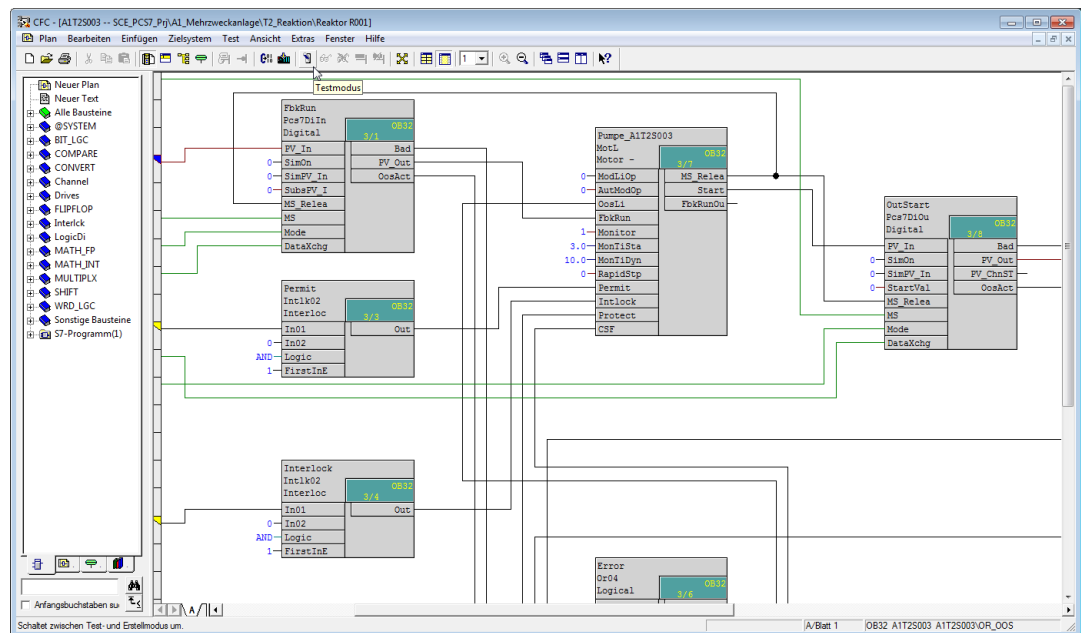 CFC - [A1T2S003 -- SCE_PCS7_Prj\A1_Mehrzweckanlage\T2_Reaktion\Reaktor R001]
Plan Bearbeiten Einfügen Zielsystem Test Ansicht Extras Fenster Hilfe
1
Testmodus
Neuer Plan
Neuer Text
Alle Bausteine
@SYSTEM
BIT_LGC
COMPARE
CONVERT
Channel
Drives
FLIPFLOP
Interlck
LogicDi
MATH_FP
MATH_INT
MULTIPLX
SHIFT
WRD_LGC
Sonstige Bausteine
S7-Programm(1)
Anfangsbuchstaben su
FbkRun
Pcs7DiIn
Digital
OB32
3/1
PV_In Bad
0 SimOn PV_Out
0 SimPV_In OosAct
0 SubsPV_I
MS_Relea
MS
Mode
DataXchg
Permit
Intlk02
Interloc
OB32
3/3
In01 Out
0 In02
AND Logic
1 FirstInE
Interlock
Intlk02
Interloc
OB32
3/4
In01 Out
0 In02
AND Logic
1 FirstInE
Pumpe_A1T2S003
MotL
Motor -
OB32
3/7
0 ModLiOp MS_Relea
0 AutModOp Start
OosLi FbkRunOu
FbkRun
1 Monitor
3.0 MonTiSta
10.0 MonTiDyn
0 RapidStp
Permit
Intlock
Protect
CSF
Error
Or04
Logical
OB32
3/6
OutStart
Pcs7DiOu
Digital
OB32
3/8
PV_In Bad
0 SimOn PV_Out
0 SimPV_In PV_ChnST
0 StartVal OosAct
MS_Relea
MS
Mode
DataXchg
A
Schaltet zwischen Test- und Erstellmodus um.
A/Blatt 1
OB32 A1T2S003 A1T2S003\OR_OOS